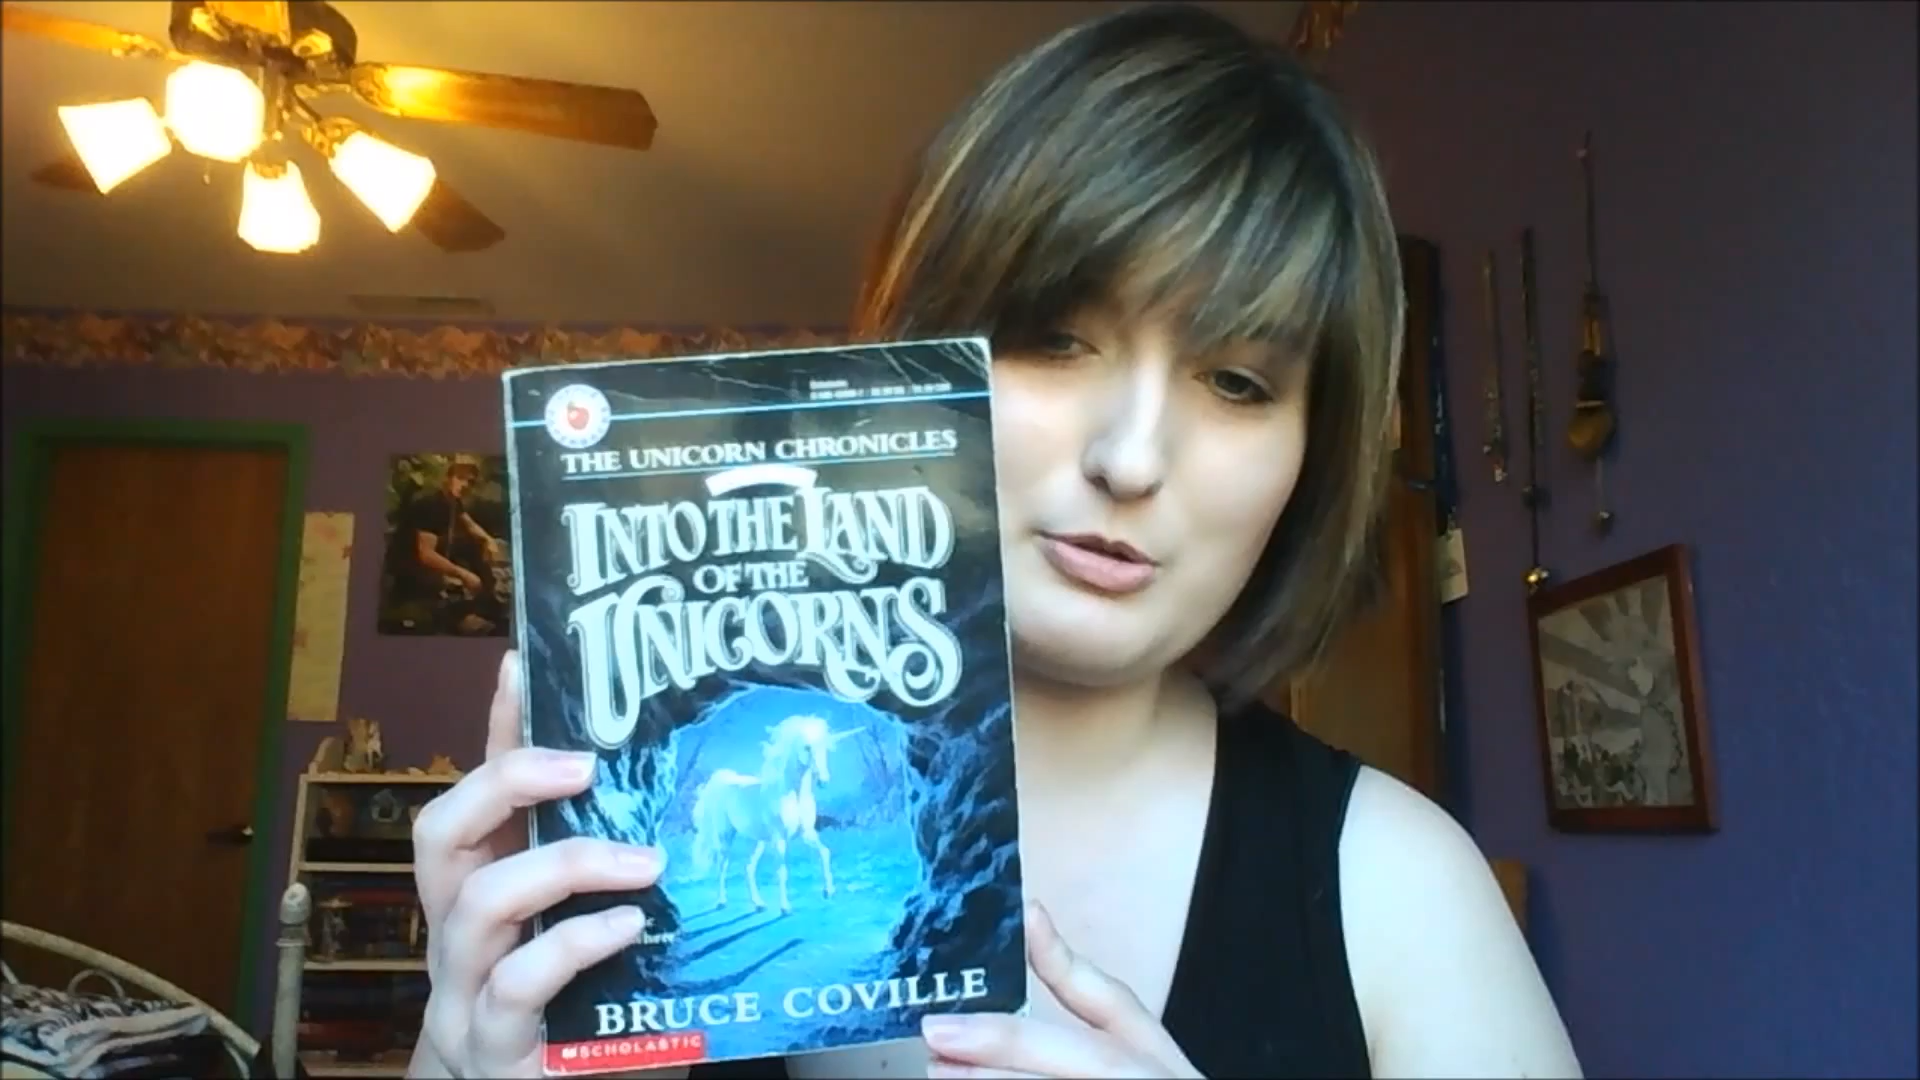 THE UNICORN CHRONICLES
INTO THE LAND
OF THE
UNICORNS
BRUCE COVILLE
SCHOLASTIC